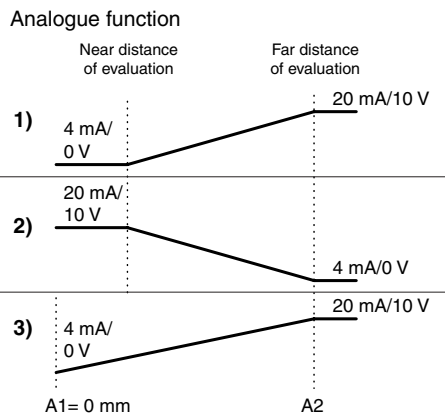 Analogue function
Near distance
of evaluation
Far distance
of evaluation
1)
4 mA/
0 V
20 mA/10 V
2)
20 mA/
10 V
4 mA/0 V
3)
4 mA/
0 V
20 mA/10 V
A1= 0 mm
A2